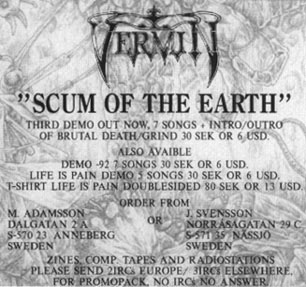 VERMIN
"SCUM OF THE EARTH"
THIRD DEMO OUT NOW, 7 SONGS + INTRO/OUTRO
OF BRUTAL DEATH/GRIND 30 SEK OR 6 USD.
ALSO AVAIBLE
DEMO -92 7 SONGS 30 SEK OR 6 USD.
LIFE IS PAIN DEMO 5 SONGS 30 SEK OR 6 USD.
T-SHIRT LIFE IS PAIN DOUBLESIDED 80 SEK OR 13 USD.
ORDER FROM
M. ADAMSSON
DALGATAN 2 A
S-570 23 ANNEBERG
SWEDEN
OR
J. SVENSSON
NORRÅSAGATAN 29 C
S-571 35 NÄSSJÖ
SWEDEN
ZINES, COMP. TAPES AND RADIOSTATIONS
PLEASE SEND 2IRCs EUROPE/ 3IRCs ELSEWHERE,
FOR PROMOPACK, NO IRCs NO ANSWER.